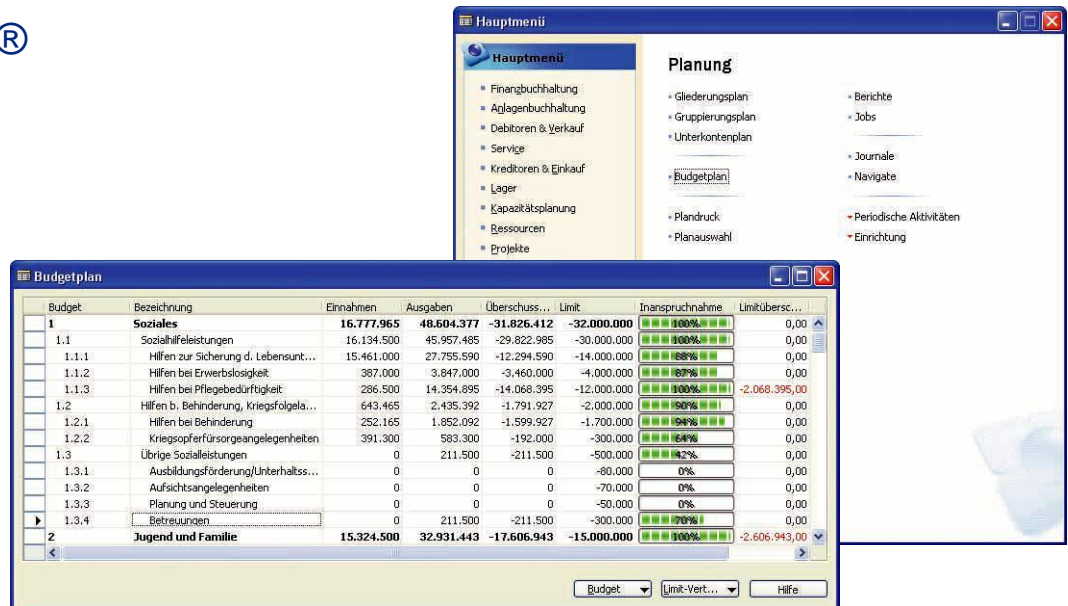 ®
Hauptmenü
Hauptmenü
Finanzbuchhaltung
Anlagenbuchhaltung
Debitoren & Verkauf
Service
Kreditoren & Einkauf
Lager
Kapazitätsplanung
Ressourcen
Projekte
Planung
Gliederungsplan
Gruppierungsplan
Unterkontenplan
Budgetplan
Plandruck
Planauswahl
Berichte
Jobs
Journale
Navigate
Periodische Aktivitäten
Einrichtung
Budgetplan
Budget Bezeichnung Einnahmen Ausgaben Überschuss... Limit Inanspruchnahme Limitübersc...
1 Soziales 16.777.965 48.604.377 -31.826.412 -32.000.000 100% 0,00
1.1 Sozialhilfeleistungen 16.134.500 45.957.485 -29.822.985 -30.000.000 100% 0,00
1.1.1 Hilfen zur Sicherung d. Lebensunt... 15.461.000 27.755.590 -12.294.590 -14.000.000 88% 0,00
1.1.2 Hilfen bei Erwerbslosigkeit 387.000 3.847.000 -3.460.000 -4.000.000 87% 0,00
1.1.3 Hilfen bei Pflegebedürftigkeit 286.500 14.354.895 -14.068.395 -12.000.000 100% -2.068.395,00
1.2 Hilfen b. Behinderung, Kriegsfolgela... 643.465 2.435.392 -1.791.927 -2.000.000 90% 0,00
1.2.1 Hilfen bei Behinderung 252.165 1.852.092 -1.599.927 -1.700.000 94% 0,00
1.2.2 Kriegsopferfürsorgeangelegenheiten 391.300 583.300 -192.000 -300.000 64% 0,00
1.3 Übrige Sozialleistungen 0 211.500 -211.500 -500.000 42% 0,00
1.3.1 Ausbildungsförderung/Unterhaltss... 0 0 0 -80.000 0% 0,00
1.3.2 Aufsichtsangelegenheiten 0 0 0 -70.000 0% 0,00
1.3.3 Planung und Steuerung 0 0 0 -50.000 0% 0,00
1.3.4 Betreuungen 0 211.500 -211.500 -300.000 70% 0,00
2 Jugend und Familie 15.324.500 32.931.443 -17.606.943 -15.000.000 100% -2.606.943,00
Budget Limit-Vert... Hilfe